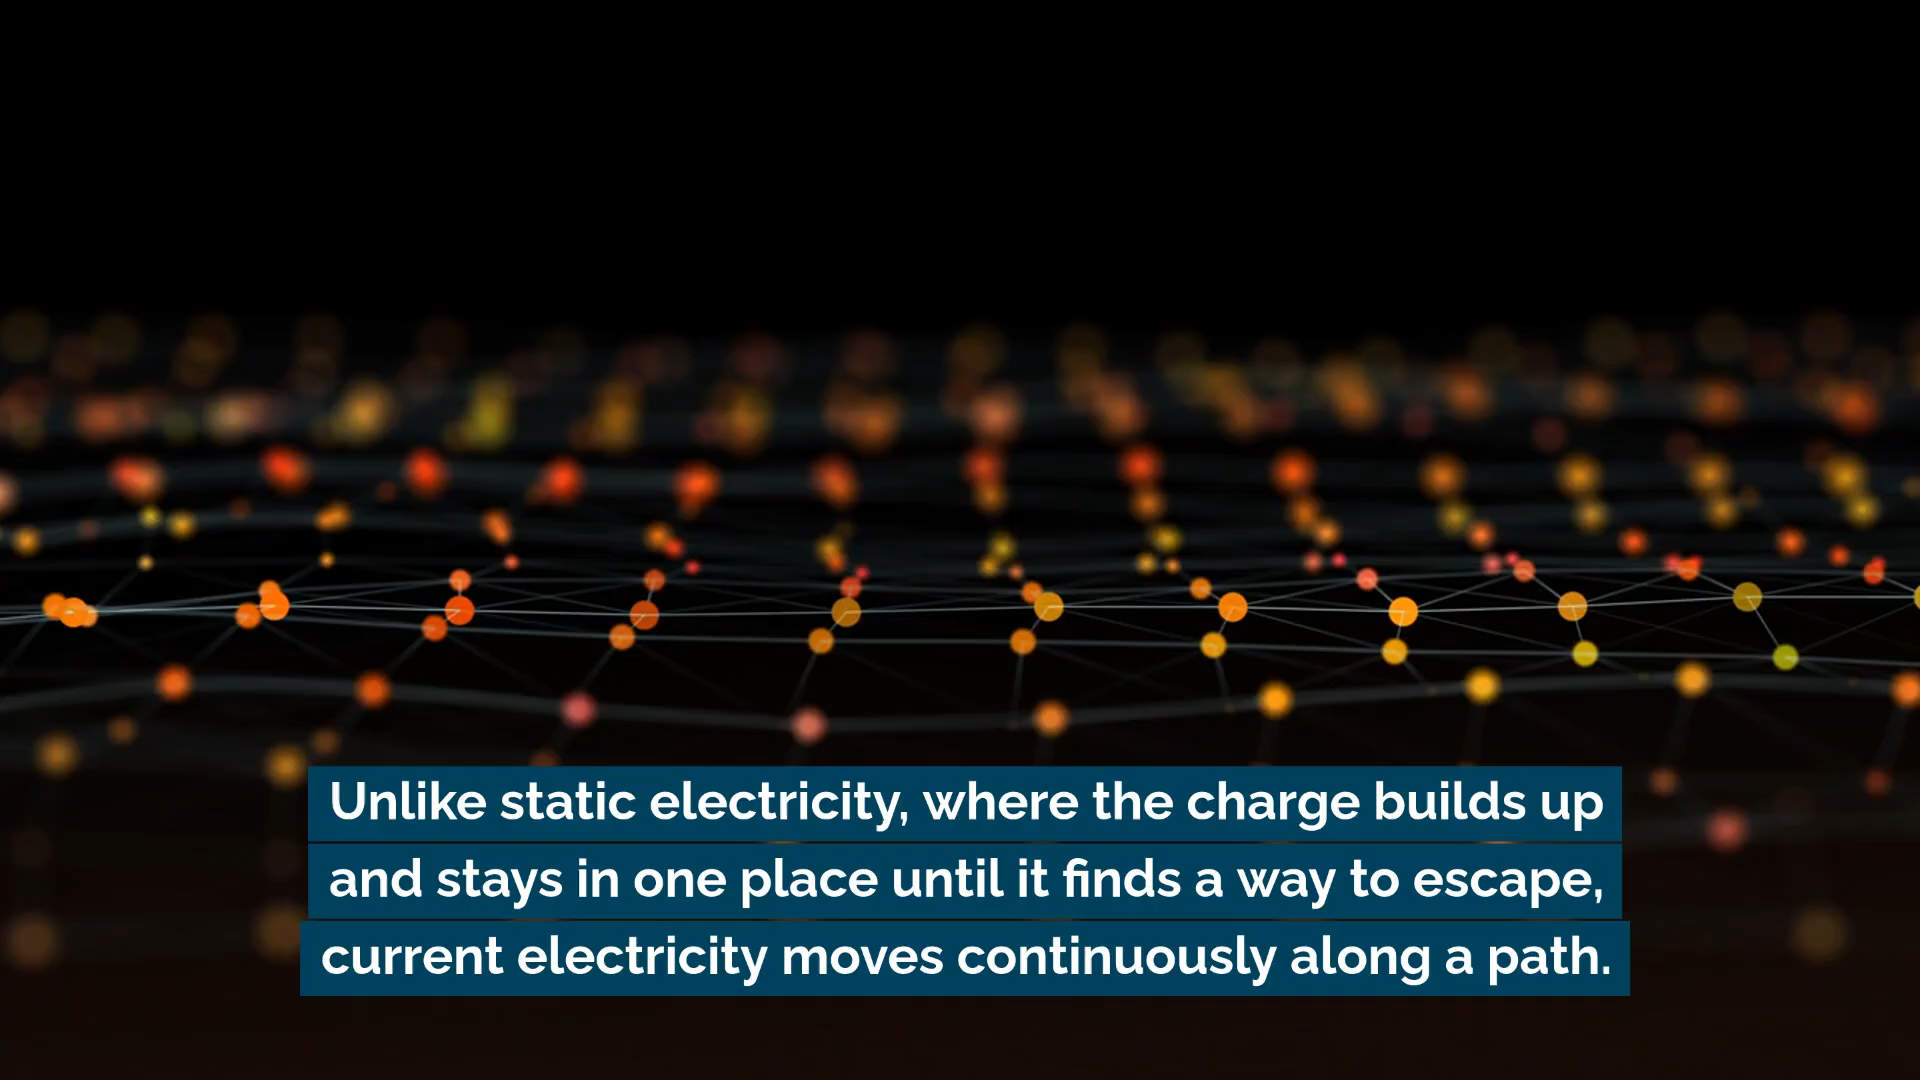 Unlike static electricity, where the charge builds up
and stays in one place until it finds a way to escape,
current electricity moves continuously along a path.